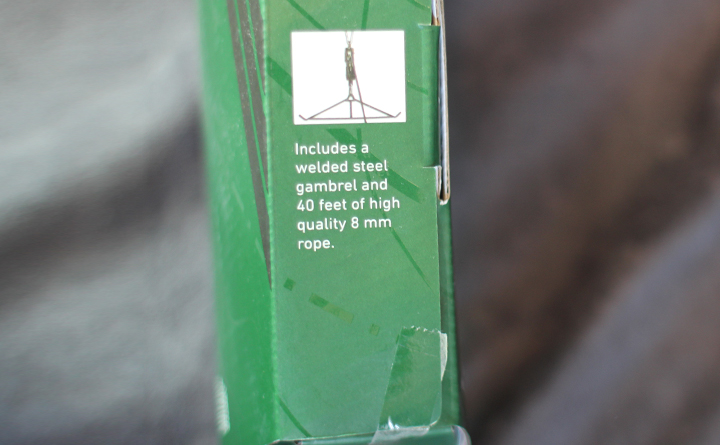 Includes a
welded steel
gambrel and
40 feet of high
quality 8 mm
rope.